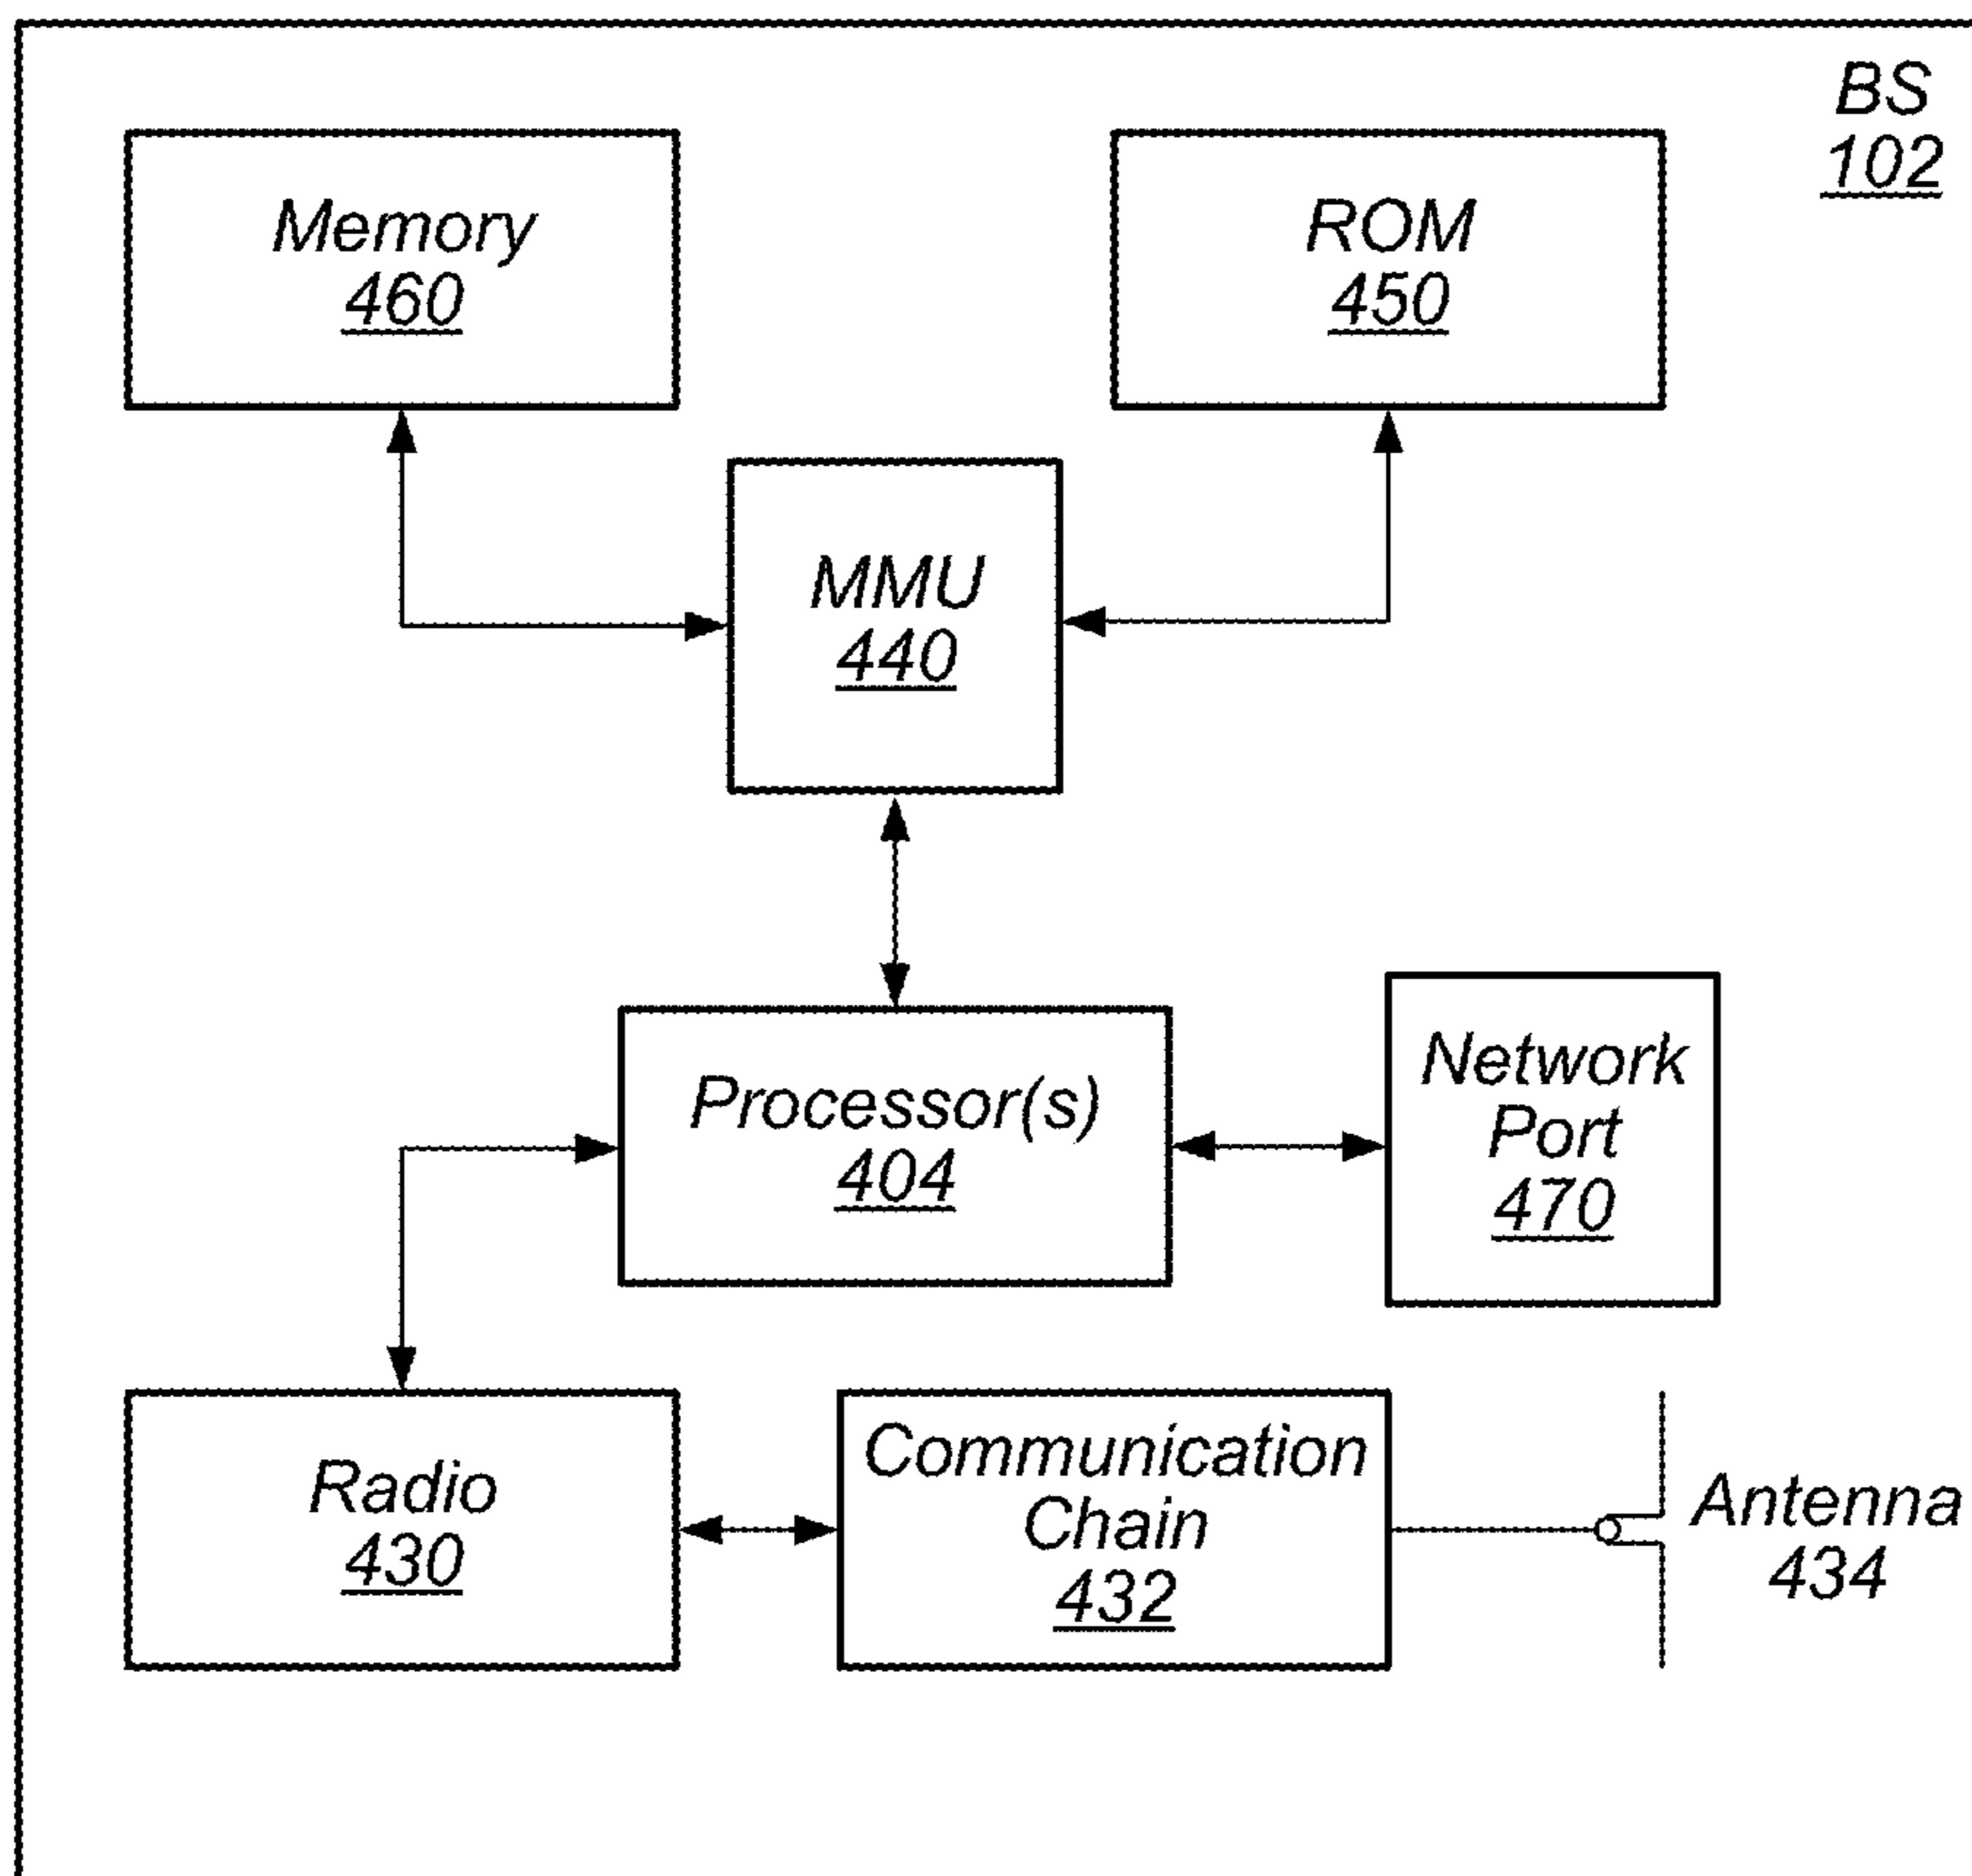 BS
102
Memory
460
ROM
450
MMU
440
Processor(s)
404
Network
Port
470
Radio
430
Communication
Chain
432
Antenna
434